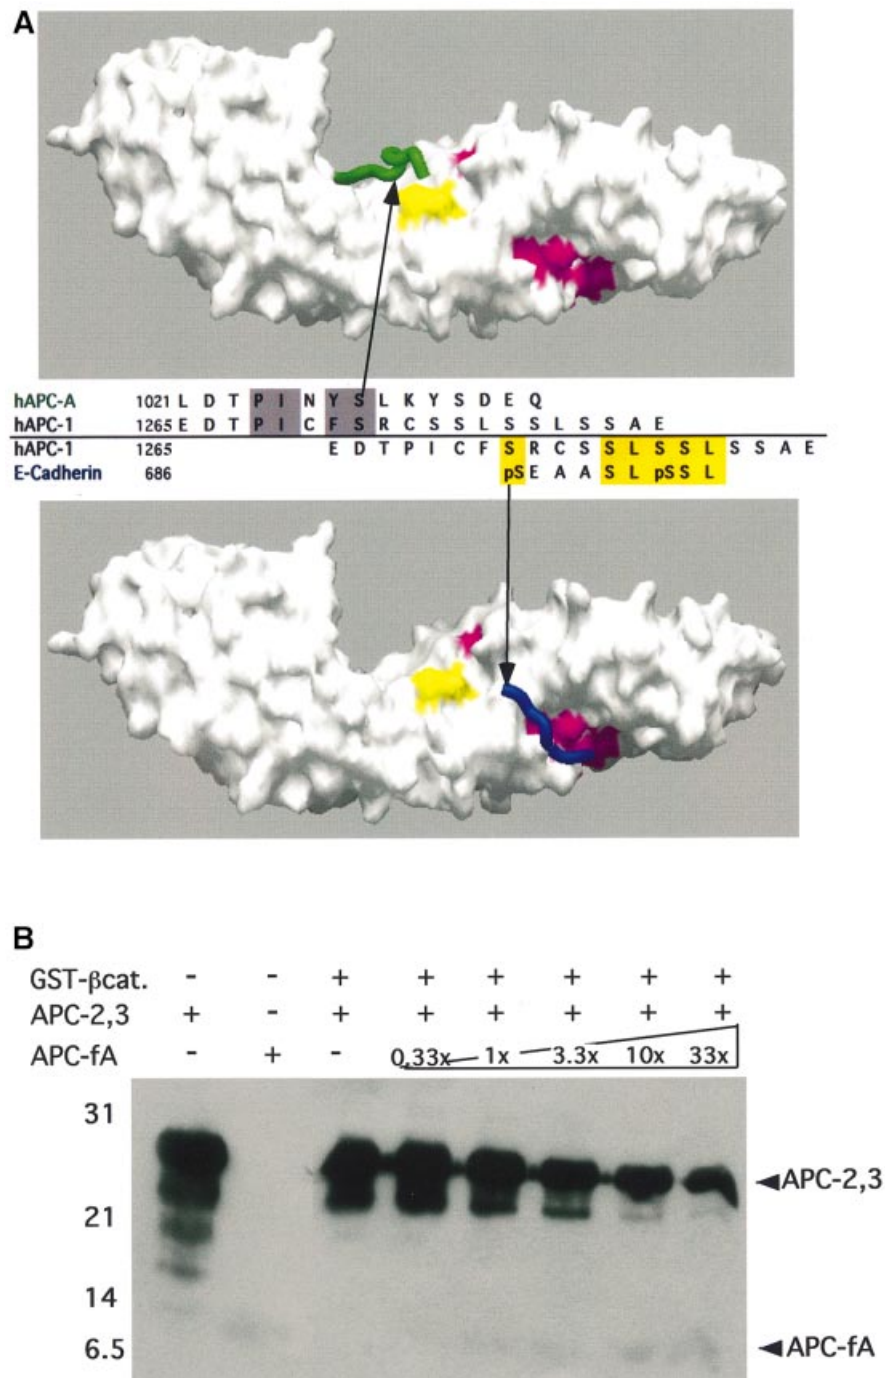 A
hAPC-A 1021 L D T P I N Y S L K Y S D E Q
hAPC-1 1265 E D T P I C F S R C S S L S S L S S A E
hAPC-1 1265 E D T P I C F S R C S S L S S L S S A E
E-Cadherin 686 pS E A A S L pS S L
B
GST-βcat. - - + + + + + +
APC-2,3 + - + + + + + +
APC-fA - + - 0.33x 1x 3.3x 10x 33x
31
APC-2,3
21
14
6.5 APC-fA